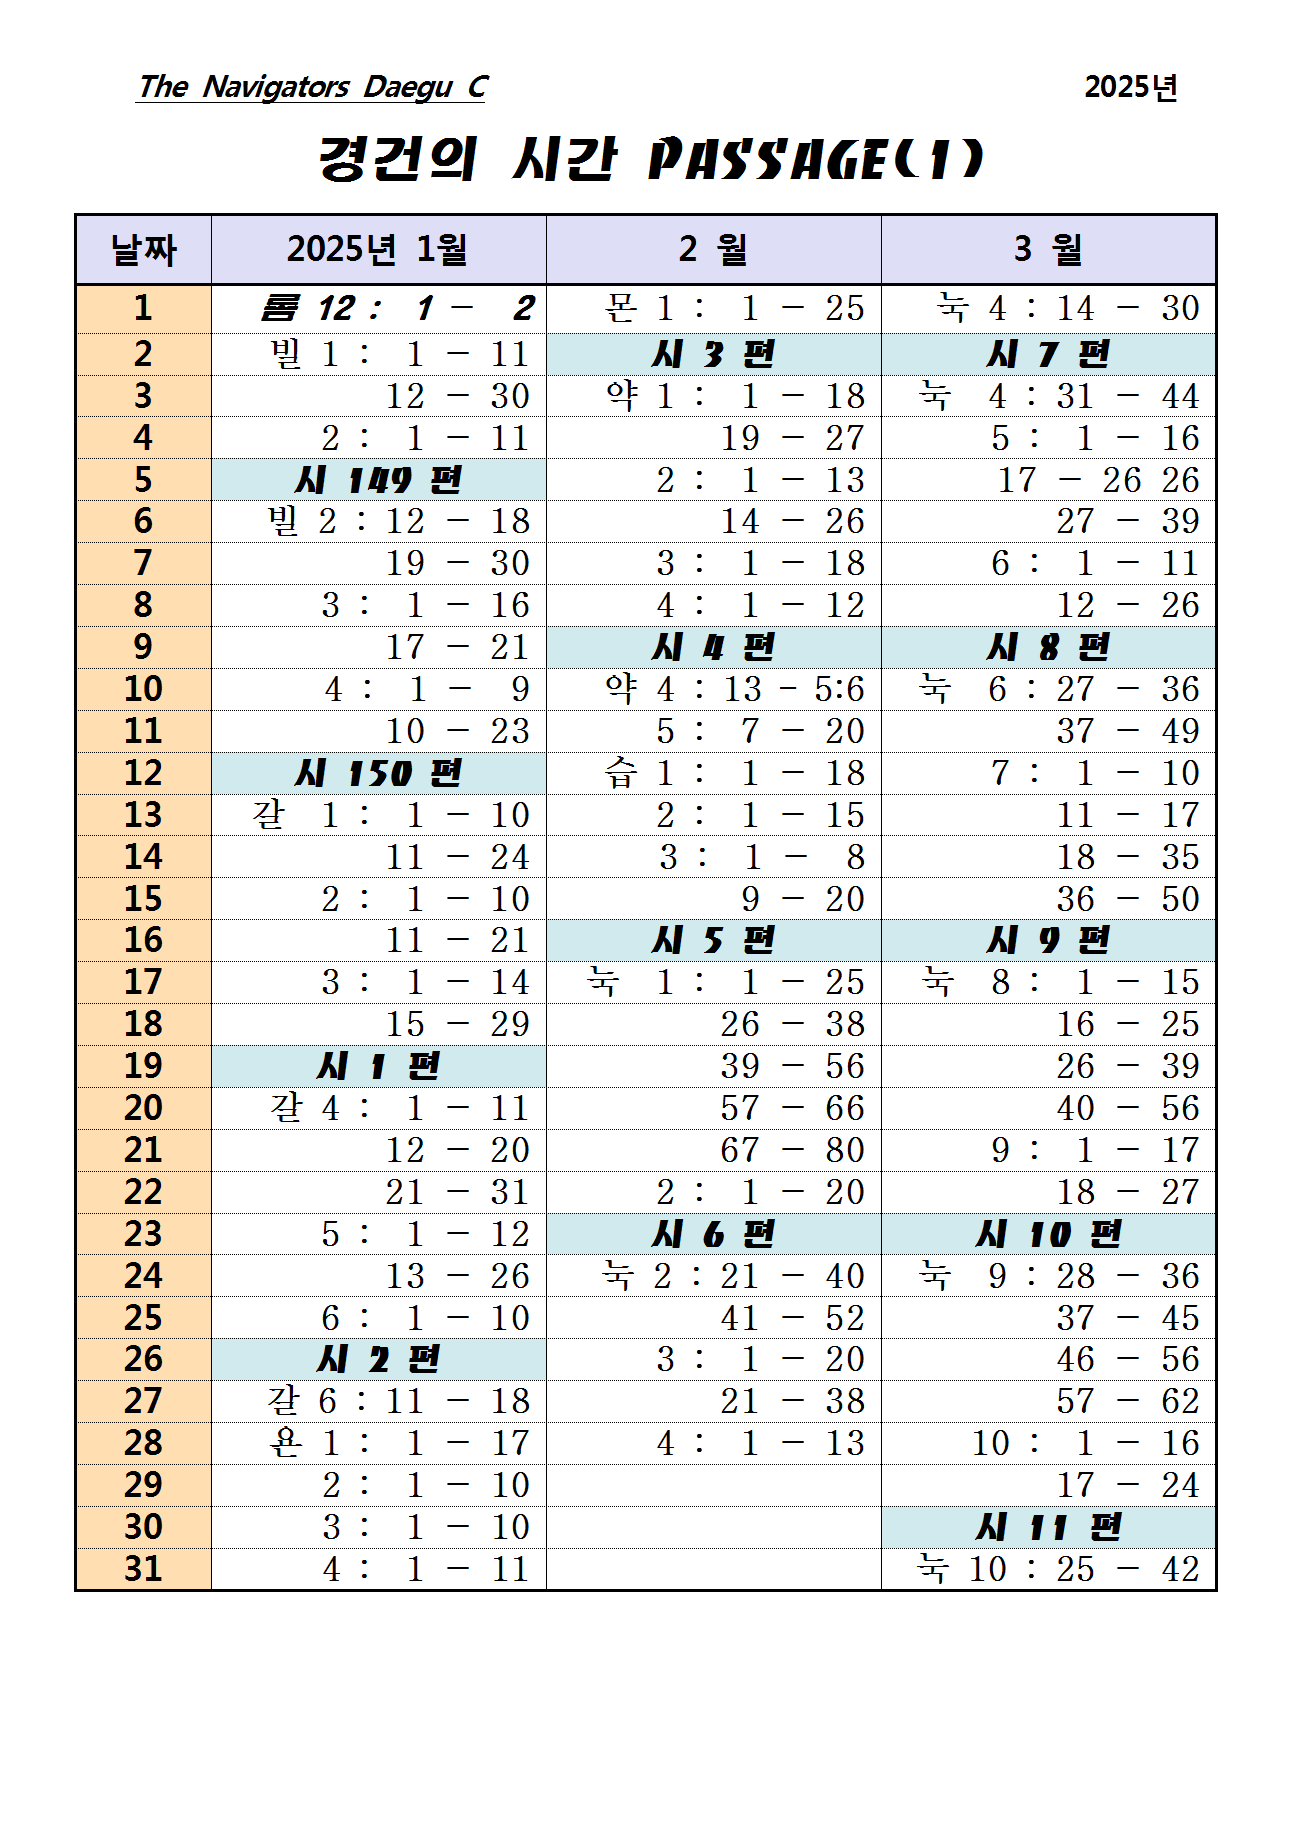 The Navigators Daegu C 2025년
경건의 시간 PASSAGE(1)
날짜 2025년 1월 2 월 3 월
1 롬 12 : 1 - 2 몬 1 : 1 - 25 눅 4 : 14 - 30
2 빌 1 : 1 - 11 시 3 편 시 7 편
3 12 - 30 약 1 : 1 - 18 눅 4 : 31 - 44
4 2 : 1 - 11 19 - 27 5 : 1 - 16
5 시 149 편 2 : 1 - 13 17 - 26 26
6 빌 2 : 12 - 18 14 - 26 27 - 39
7 19 - 30 3 : 1 - 18 6 : 1 - 11
8 3 : 1 - 16 4 : 1 - 12 12 - 26
9 17 - 21 시 4 편 시 8 편
10 4 : 1 - 9 약 4 : 13 - 5:6 눅 6 : 27 - 36
11 10 - 23 5 : 7 - 20 37 - 49
12 시 150 편 습 1 : 1 - 18 7 : 1 - 10
13 갈 1 : 1 - 10 2 : 1 - 15 11 - 17
14 11 - 24 3 : 1 - 8 18 - 35
15 2 : 1 - 10 9 - 20 36 - 50
16 11 - 21 시 5 편 시 9 편
17 3 : 1 - 14 눅 1 : 1 - 25 눅 8 : 1 - 15
18 15 - 29 26 - 38 16 - 25
19 시 1 편 39 - 56 26 - 39
20 갈 4 : 1 - 11 57 - 66 40 - 56
21 12 - 20 67 - 80 9 : 1 - 17
22 21 - 31 2 : 1 - 20 18 - 27
23 5 : 1 - 12 시 6 편 시 10 편
24 13 - 26 눅 2 : 21 - 40 눅 9 : 28 - 36
25 6 : 1 - 10 41 - 52 37 - 45
26 시 2 편 3 : 1 - 20 46 - 56
27 갈 6 : 11 - 18 21 - 38 57 - 62
28 욘 1 : 1 - 17 4 : 1 - 13 10 : 1 - 16
29 2 : 1 - 10 17 - 24
30 3 : 1 - 10 시 11 편
31 4 : 1 - 11 눅 10 : 25 - 42